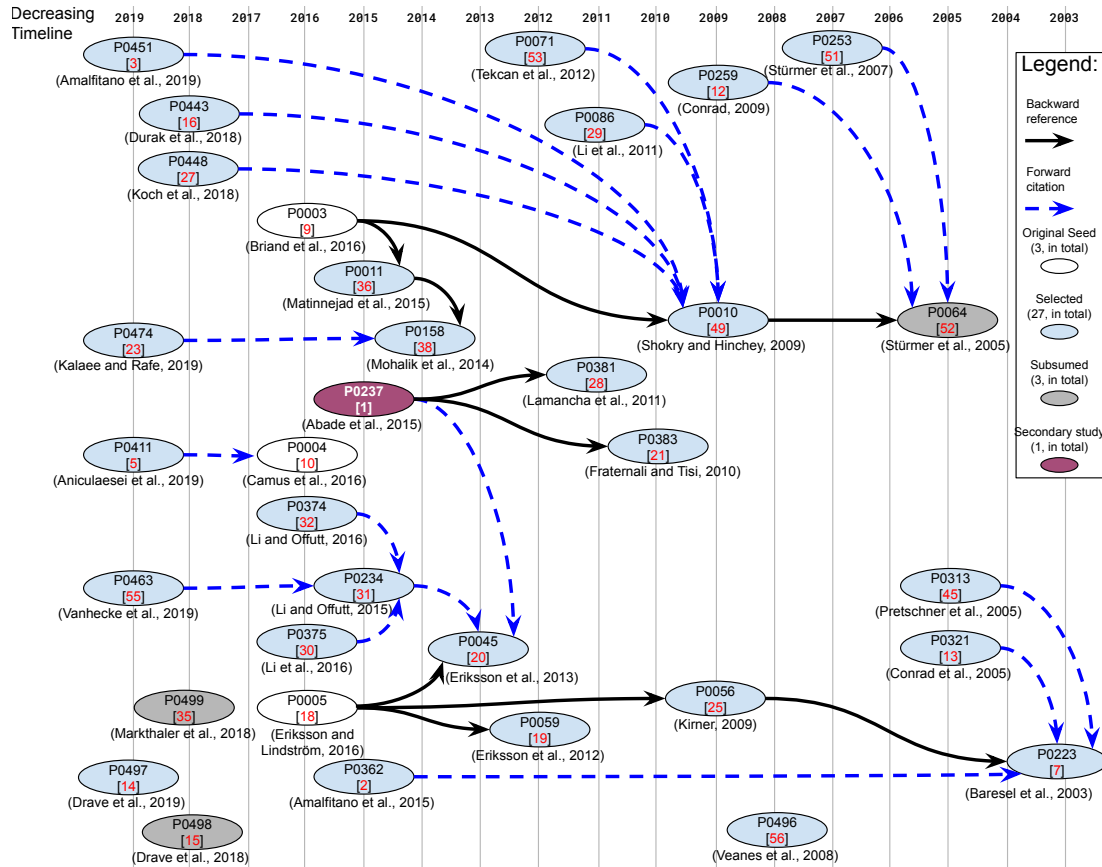 Decreasing
Timeline
2019 2018 2017 2016 2015 2014 2013 2012 2011 2010 2009 2008 2007 2006 2005 2004 2003
P0451
[3]
(Amalfitano et al., 2019)
P0071
[53]
(Tekcan et al., 2012)
P0253
[51]
(Stürmer et al., 2007)
P0259
[12]
(Conrad, 2009)
P0443
[16]
(Durak et al., 2018)
P0086
[29]
(Li et al., 2011)
P0448
[27]
(Koch et al., 2018)
P0003
[9]
(Briand et al., 2016)
P0011
[36]
(Matinnejad et al., 2015)
P0474
[23]
(Kalaee and Rafe, 2019)
P0158
[38]
(Mohalik et al., 2014)
P0010
[49]
(Shokry and Hinchey, 2009)
P0064
[52]
(Stürmer et al., 2005)
P0237
[1]
(Abade et al., 2015)
P0381
[28]
(Lamancha et al., 2011)
P0383
[21]
(Fraternali and Tisi, 2010)
P0411
[5]
(Aniculaesei et al., 2019)
P0004
[10]
(Camus et al., 2016)
P0374
[32]
(Li and Offutt, 2016)
P0463
[55]
(Vanhecke et al., 2019)
P0234
[31]
(Li and Offutt, 2015)
P0313
[45]
(Pretschner et al., 2005)
P0375
[30]
(Li et al., 2016)
P0045
[20]
(Eriksson et al., 2013)
P0321
[13]
(Conrad et al., 2005)
P0499
[35]
(Markthaler et al., 2018)
P0005
[18]
(Eriksson and
Lindström, 2016)
P0056
[25]
(Kirner, 2009)
P0059
[19]
(Eriksson et al., 2012)
P0497
[14]
(Drave et al., 2019)
P0362
[2]
(Amalfitano et al., 2015)
P0223
[7]
(Baresel et al., 2003)
P0498
[15]
(Drave et al., 2018)
P0496
[56]
(Veanes et al., 2008)
Legend:
Backward
reference
Forward
citation
Original Seed
(3, in total)
Selected
(27, in total)
Subsumed
(3, in total)
Secondary study
(1, in total)